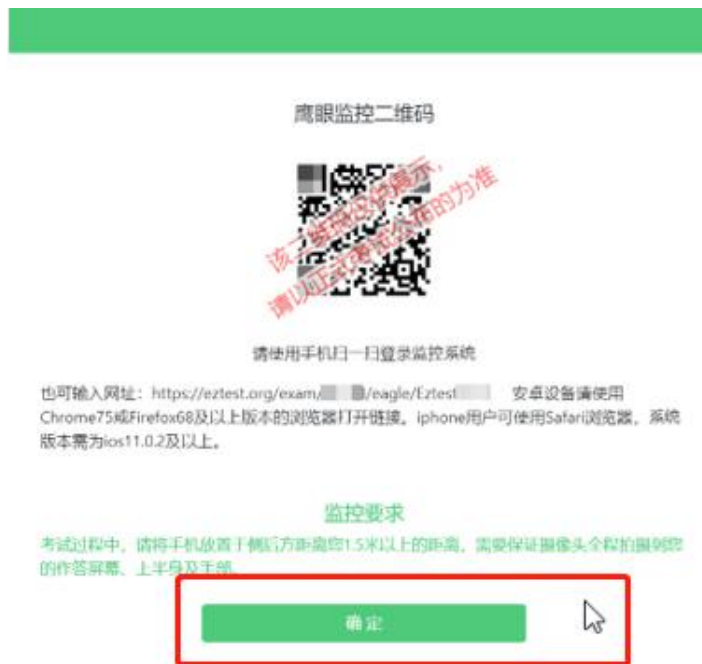 鹰眼监控二维码
该二维码仅供展示,
请以正式考试公布的为准
请使用手机扫一扫登录监控系统
也可输入网址：https://eztest.org/exam/ /eagle/Eztest 安卓设备请使用
Chrome75或Firefox68及以上版本的浏览器打开链接。iphone用户可使用Safari浏览器，系统
版本需为ios11.0.2及以上。
监控要求
考试过程中，请将手机放置于侧后方距离您1.5米以上的距离，需要保证摄像头全程拍摄到您
的作答屏幕、上半身及手部。
确定